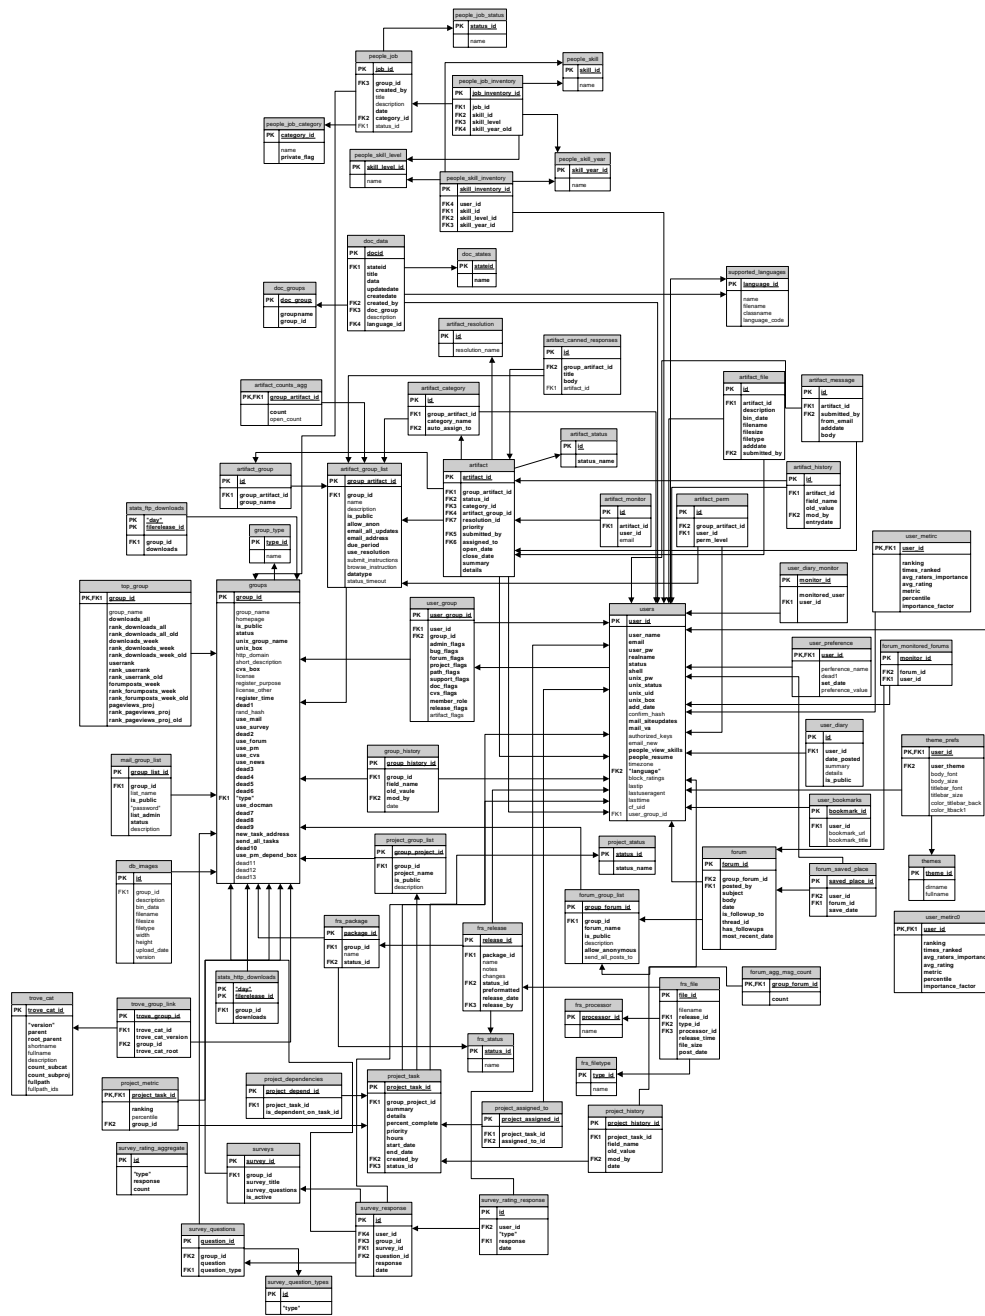 people_job_status
PK status_id
name
people_job
PK job_id
FK3 group_id
created_by
title
description
date
FK2 category_id
FK1 status_id
people_skill
PK skill_id
name
people_job_inventory
PK job_inventory_id
FK1 job_id
FK2 skill_id
FK3 skill_level
FK4 skill_year_old
people_job_category
PK category_id
name
private_flag
people_skill_level
PK skill_level_id
name
people_skill_year
PK skill_year_id
name
people_skill_inventory
PK skill_inventory_id
FK4 user_id
FK1 skill_id
FK2 skill_level_id
FK3 skill_year_id
doc_data
PK docid
FK1 stateid
title
data
updatedate
createdate
FK2 created_by
FK3 doc_group
description
FK4 language_id
doc_states
PK stateid
name
doc_groups
PK doc_group
groupname
group_id
supported_languages
PK language_id
name
filename
classname
language_code
artifact_resolution
PK id
resolution_name
artifact_canned_responses
PK id
FK2 group_artifact_id
title
body
FK1 artifact_id
artifact_counts_agg
PK,FK1 group_artifact_id
count
open_count
artifact_category
PK id
FK1 group_artifact_id
category_name
FK2 auto_assign_to
artifact_file
PK id
FK1 artifact_id
description
bin_data
filename
filesize
filetype
adddate
FK2 submitted_by
artifact_message
PK id
FK1 artifact_id
FK2 submitted_by
from_email
adddate
body
artifact_status
PK id
status_name
artifact_group
PK id
FK1 group_artifact_id
group_name
artifact_group_list
PK group_artifact_id
FK1 group_id
name
description
is_public
allow_anon
email_all_updates
email_address
due_period
use_resolution
submit_instructions
browse_instruction
datatype
status_timeout
artifact
PK artifact_id
FK1 group_artifact_id
FK2 status_id
FK3 category_id
FK4 artifact_group_id
FK7 resolution_id
priority
FK5 submitted_by
FK6 assigned_to
open_date
close_date
summary
details
artifact_history
PK id
FK1 artifact_id
field_name
old_value
FK2 mod_by
entrydate
artifact_monitor
PK id
FK1 artifact_id
user_id
email
artifact_perm
PK id
FK2 group_artifact_id
FK1 user_id
perm_level
stats_ftp_downloads
PK "day"
PK filerelease_id
FK1 group_id
downloads
group_type
PK type_id
name
user_metric
PK,FK1 user_id
ranking
times_ranked
avg_raters_importance
avg_rating
metric
percentile
importance_factor
user_diary_monitor
PK monitor_id
monitored_user
FK1 user_id
top_group
PK,FK1 group_id
group_name
downloads_all
rank_downloads_all
rank_downloads_all_old
downloads_week
rank_downloads_week
rank_downloads_week_old
userrank
rank_userrank
rank_userrank_old
forumposts_week
rank_forumposts_week
rank_forumposts_week_old
pageviews_proj
rank_pageviews_proj
rank_pageviews_proj_old
groups
PK group_id
group_name
homepage
is_public
status
unix_group_name
unix_box
http_domain
short_description
cvs_box
license
register_purpose
license_other
register_time
dead1
rand_hash
use_mail
use_survey
dead2
use_forum
use_pm
use_cvs
use_news
dead3
dead4
dead5
dead6
FK1 "type"
use_docman
dead7
dead8
dead9
new_task_address
send_all_tasks
dead10
use_pm_depend_box
dead11
dead12
dead13
user_group
PK user_group_id
FK1 user_id
FK2 group_id
admin_flags
bug_flags
forum_flags
project_flags
path_flags
support_flags
doc_flags
cvs_flags
member_role
release_flags
artifact_flags
users
PK user_id
user_name
email
user_pw
realname
status
shell
unix_pw
unix_status
unix_uid
unix_box
add_date
confirm_hash
mail_siteupdates
mail_va
authorized_keys
email_new
people_view_skills
people_resume
timezone
FK2 "language"
block_ratings
lastip
lastuseragent
lasttime
cf_uid
FK1 user_group_id
user_preference
PK,FK1 user_id
perference_name
dead1
set_date
preference_value
forum_monitored_forums
PK monitor_id
FK2 forum_id
FK1 user_id
user_diary
PK id
FK1 user_id
date_posted
summary
details
is_public
theme_prefs
PK,FK1 user_id
FK2 user_theme
body_font
body_size
titlebar_font
titlebar_size
color_titlebar_back
color_ltback1
mail_group_list
PK group_list_id
FK1 group_id
list_name
is_public
"password"
list_admin
status
description
group_history
PK group_history_id
FK1 group_id
field_name
old_vaule
FK2 mod_by
date
user_bookmarks
PK bookmark_id
FK1 user_id
bookmark_url
bookmark_title
project_group_list
PK group_project_id
FK1 group_id
project_name
is_public
description
project_status
PK status_id
status_name
forum
PK forum_id
FK2 group_forum_id
FK1 posted_by
subject
body
date
is_followup_to
thread_id
has_followups
most_recent_date
forum_saved_place
PK saved_place_id
FK2 user_id
FK1 forum_id
save_date
themes
PK theme_id
dirname
fullname
db_images
PK id
FK1 group_id
description
bin_data
filename
filesize
filetype
width
height
upload_date
version
forum_group_list
PK group_forum_id
FK1 group_id
forum_name
is_public
description
allow_anonymous
send_all_posts_to
user_metric0
PK,FK1 user_id
ranking
times_ranked
avg_raters_importance
avg_rating
metric
percentile
importance_factor
frs_package
PK package_id
FK1 group_id
name
FK2 status_id
frs_release
PK release_id
FK1 package_id
name
notes
changes
FK2 status_id
preformatted
release_date
FK3 release_by
stats_http_downloads
PK "day"
PK filerelease_id
FK1 group_id
downloads
forum_agg_msg_count
PK,FK1 group_forum_id
count
frs_file
PK file_id
filename
FK1 release_id
FK2 type_id
FK3 processor_id
release_time
file_size
post_date
trove_cat
PK trove_cat_id
"version"
parent
root_parent
shortname
fullname
description
count_subcat
count_subproj
fullpath
fullpath_ids
trove_group_link
PK trove_group_id
FK1 trove_cat_id
trove_cat_version
FK2 group_id
trove_cat_root
frs_processor
PK processor_id
name
frs_status
PK status_id
name
frs_filetype
PK type_id
name
project_metric
PK,FK1 project_task_id
ranking
percentile
FK2 group_id
project_dependencies
PK project_depend_id
FK1 project_task_id
is_dependent_on_task_id
project_task
PK project_task_id
FK1 group_project_id
summary
details
percent_complete
priority
hours
start_date
end_date
FK2 created_by
FK3 status_id
project_assigned_to
PK project_assigned_id
FK1 project_task_id
FK2 assigned_to_id
project_history
PK project_history_id
FK1 project_task_id
field_name
old_value
FK2 mod_by
date
survey_rating_aggregate
PK id
"type"
response
count
surveys
PK survey_id
FK1 group_id
survey_title
survey_questions
is_active
survey_response
PK id
FK4 user_id
FK3 group_id
FK1 survey_id
FK2 question_id
response
date
survey_rating_response
PK id
FK2 user_id
"type"
FK1 response
date
survey_questions
PK question_id
FK2 group_id
question
FK1 question_type
survey_question_types
PK id
"type"